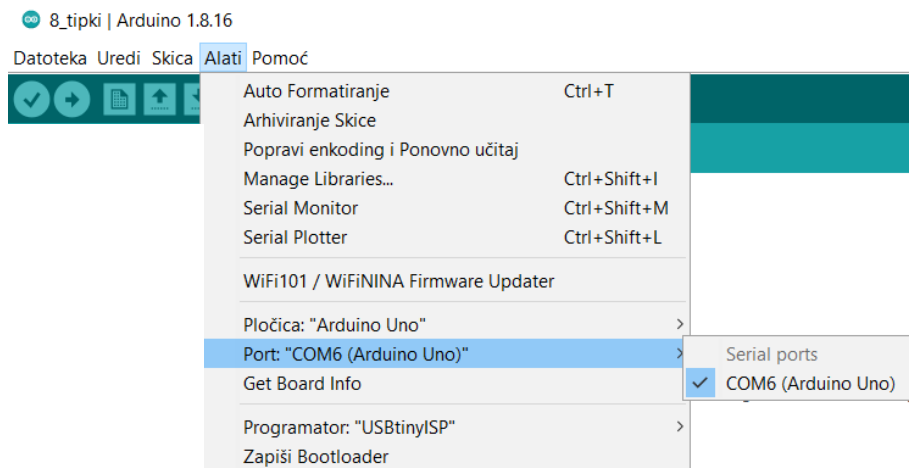 8_tipki | Arduino 1.8.16
Datoteka Uredi Skica Alati Pomoć
Auto Formatiranje Ctrl+T
Arhiviranje Skice
Popravi enkoding i Ponovno učitaj
Manage Libraries... Ctrl+Shift+I
Serial Monitor Ctrl+Shift+M
Serial Plotter Ctrl+Shift+L
WiFi101 / WiFiNINA Firmware Updater
Pločica: "Arduino Uno"
Port: "COM6 (Arduino Uno)" Serial ports
Get Board Info COM6 (Arduino Uno)
Programator: "USBtinyISP"
Zapiši Bootloader